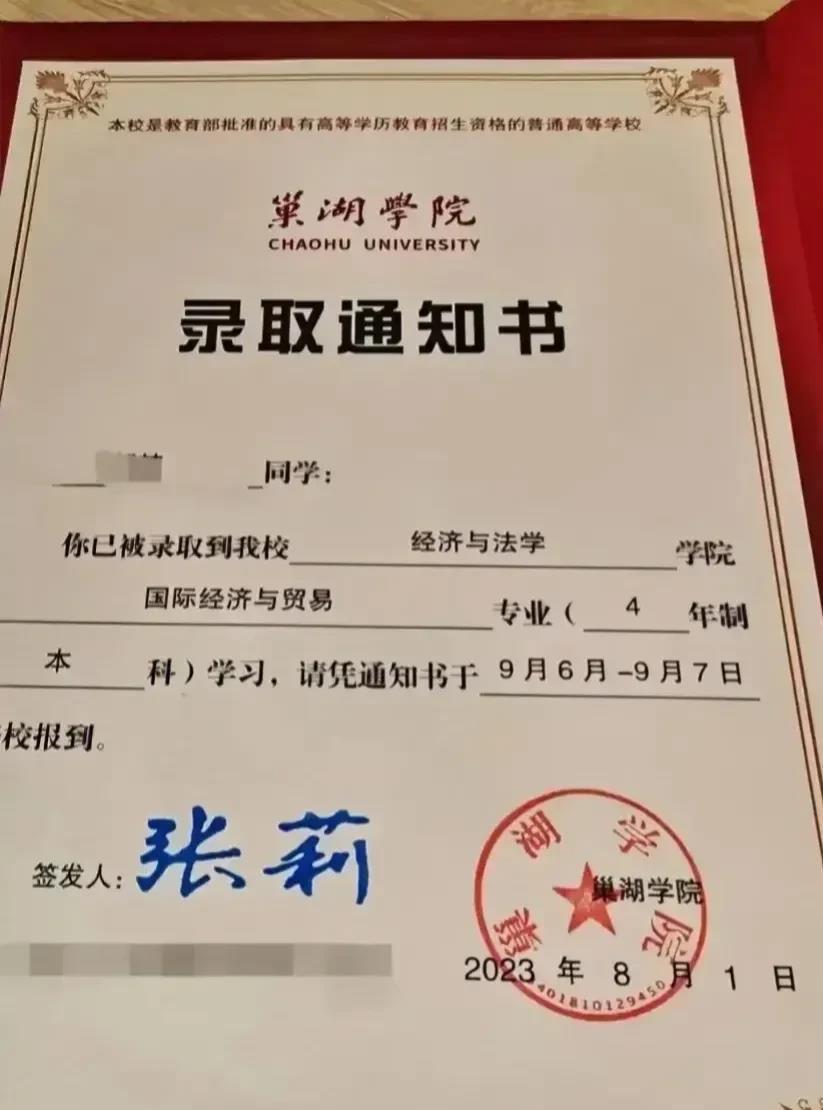 本校是教育部批准的具有高等学历教育招生资格的普通高等学校
巢湖學院
CHAOHU UNIVERSITY
录取通知书
同学：
你已被录取到我校 经济与法学 学院
国际经济与贸易 专业（ 4 年制
本 科）学习，请凭通知书于 9月6月-9月7日
校报到。
签发人：张莉
巢湖学院
2023 年 8 月 1 日
巢湖学院